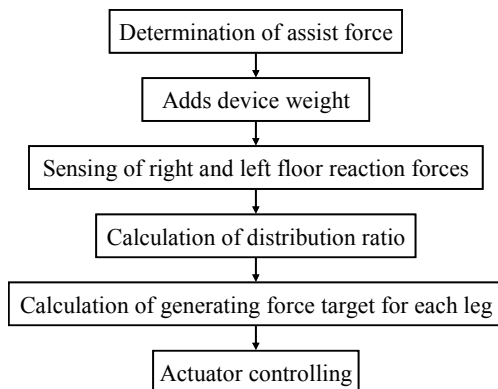 Determination of assist force
Adds device weight
Sensing of right and left floor reaction forces
Calculation of distribution ratio
Calculation of generating force target for each leg
Actuator controlling